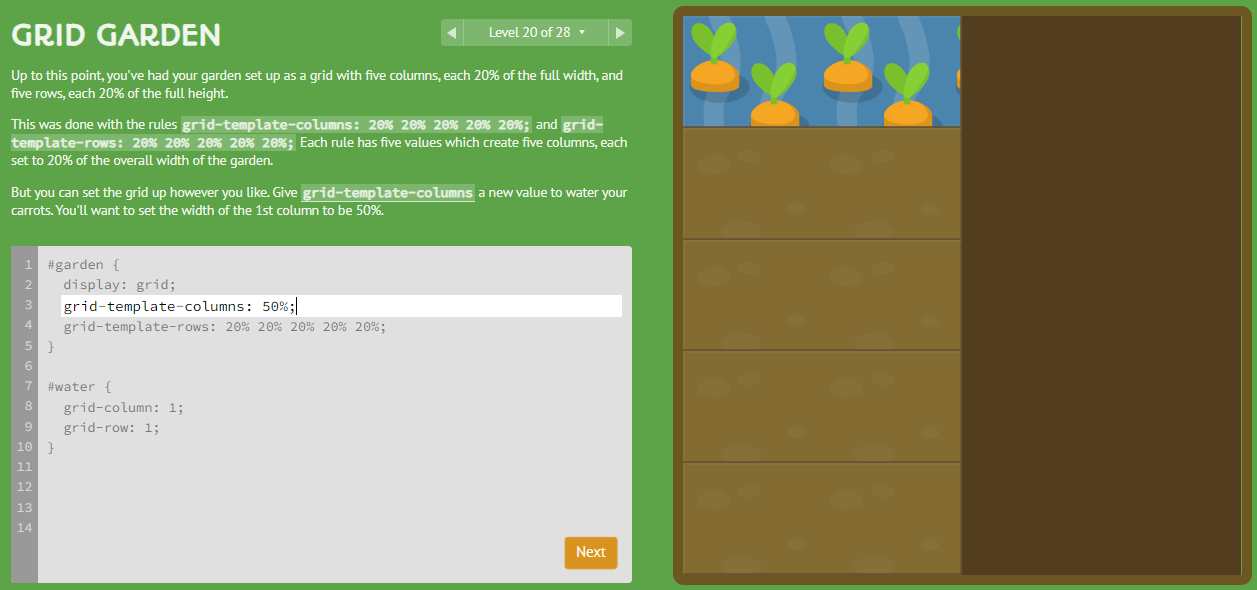 GRID GARDEN
◀ Level 20 of 28 ▾ ▶
Up to this point, you've had your garden set up as a grid with five columns, each 20% of the full width, and
five rows, each 20% of the full height.
This was done with the rules grid-template-columns: 20% 20% 20% 20% 20%; and grid-
template-rows: 20% 20% 20% 20% 20%; Each rule has five values which create five columns, each
set to 20% of the overall width of the garden.
But you can set the grid up however you like. Give grid-template-columns a new value to water your
carrots. You'll want to set the width of the 1st column to be 50%.
1 #garden {
2 display: grid;
3 grid-template-columns: 50%;
4 grid-template-rows: 20% 20% 20% 20% 20%;
5 }
6
7 #water {
8 grid-column: 1;
9 grid-row: 1;
10 }
11
12
13
14
Next